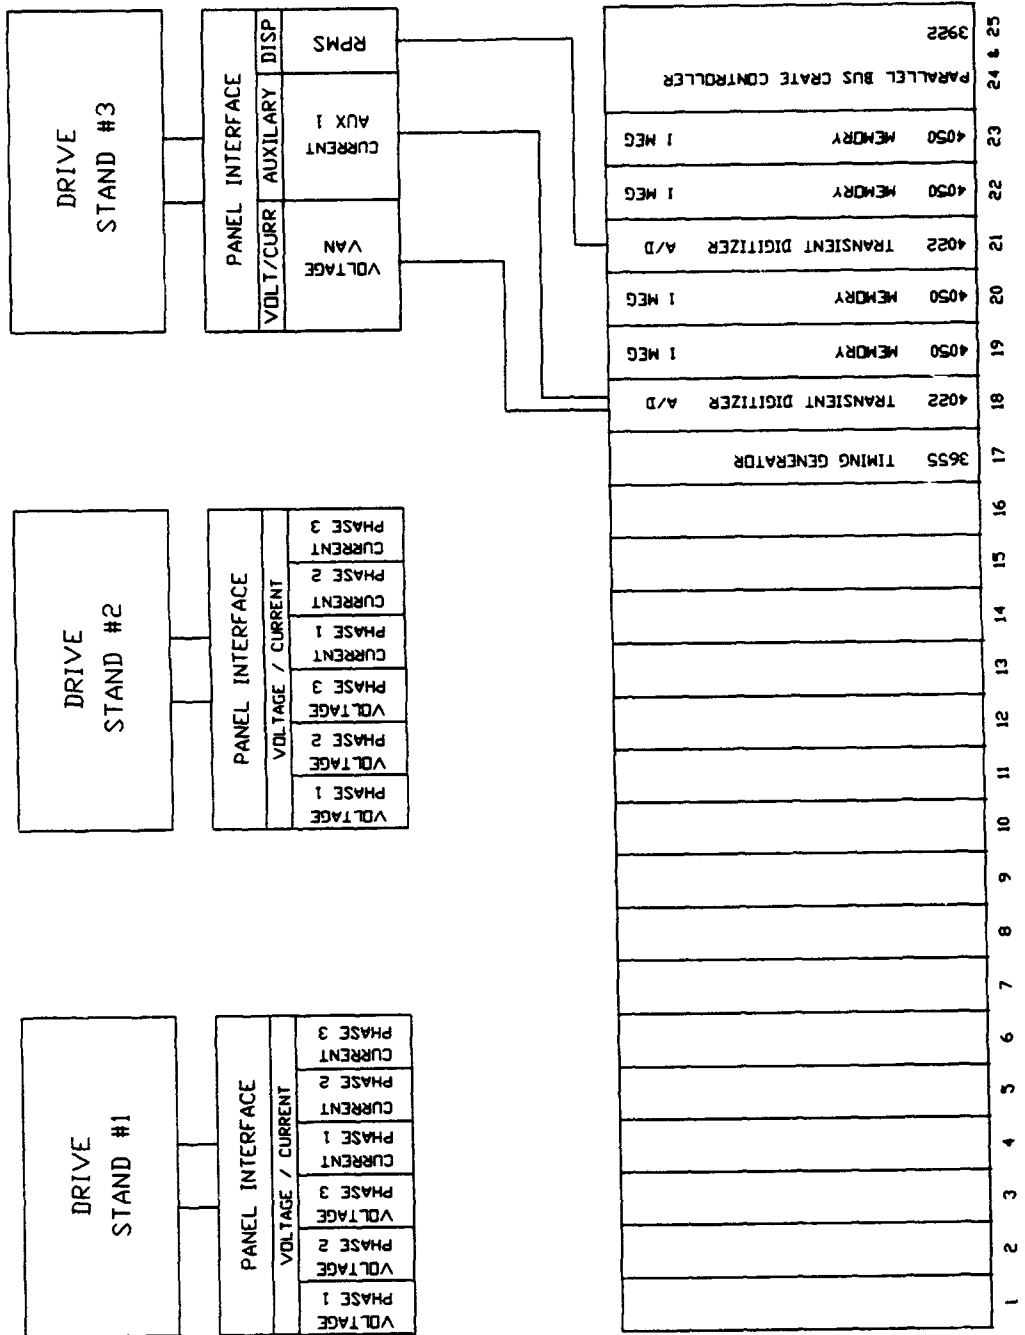 DRIVE
STAND #1
PANEL INTERFACE
VOLTAGE / CURRENT
VOLTAGE
PHASE 1
VOLTAGE
PHASE 2
VOLTAGE
PHASE 3
CURRENT
PHASE 1
CURRENT
PHASE 2
CURRENT
PHASE 3
DRIVE
STAND #2
PANEL INTERFACE
VOLTAGE / CURRENT
VOLTAGE
PHASE 1
VOLTAGE
PHASE 2
VOLTAGE
PHASE 3
CURRENT
PHASE 1
CURRENT
PHASE 2
CURRENT
PHASE 3
DRIVE
STAND #3
PANEL INTERFACE
VOLT/CURR
AUXILARY
DISP
VOLTAGE
VAN
CURRENT
AUX 1
RPMS
3655 TIMING GENERATOR
4022 TRANSIENT DIGITIZER A/D
4050 MEMORY 1 MEG
4050 MEMORY 1 MEG
4022 TRANSIENT DIGITIZER A/D
4050 MEMORY 1 MEG
4050 MEMORY 1 MEG
PARALLEL BUS CRATE CONTROLLER
3922
1 2 3 4 5 6 7 8 9 10 11 12 13 14 15 16 17 18 19 20 21 22 23 24 & 25